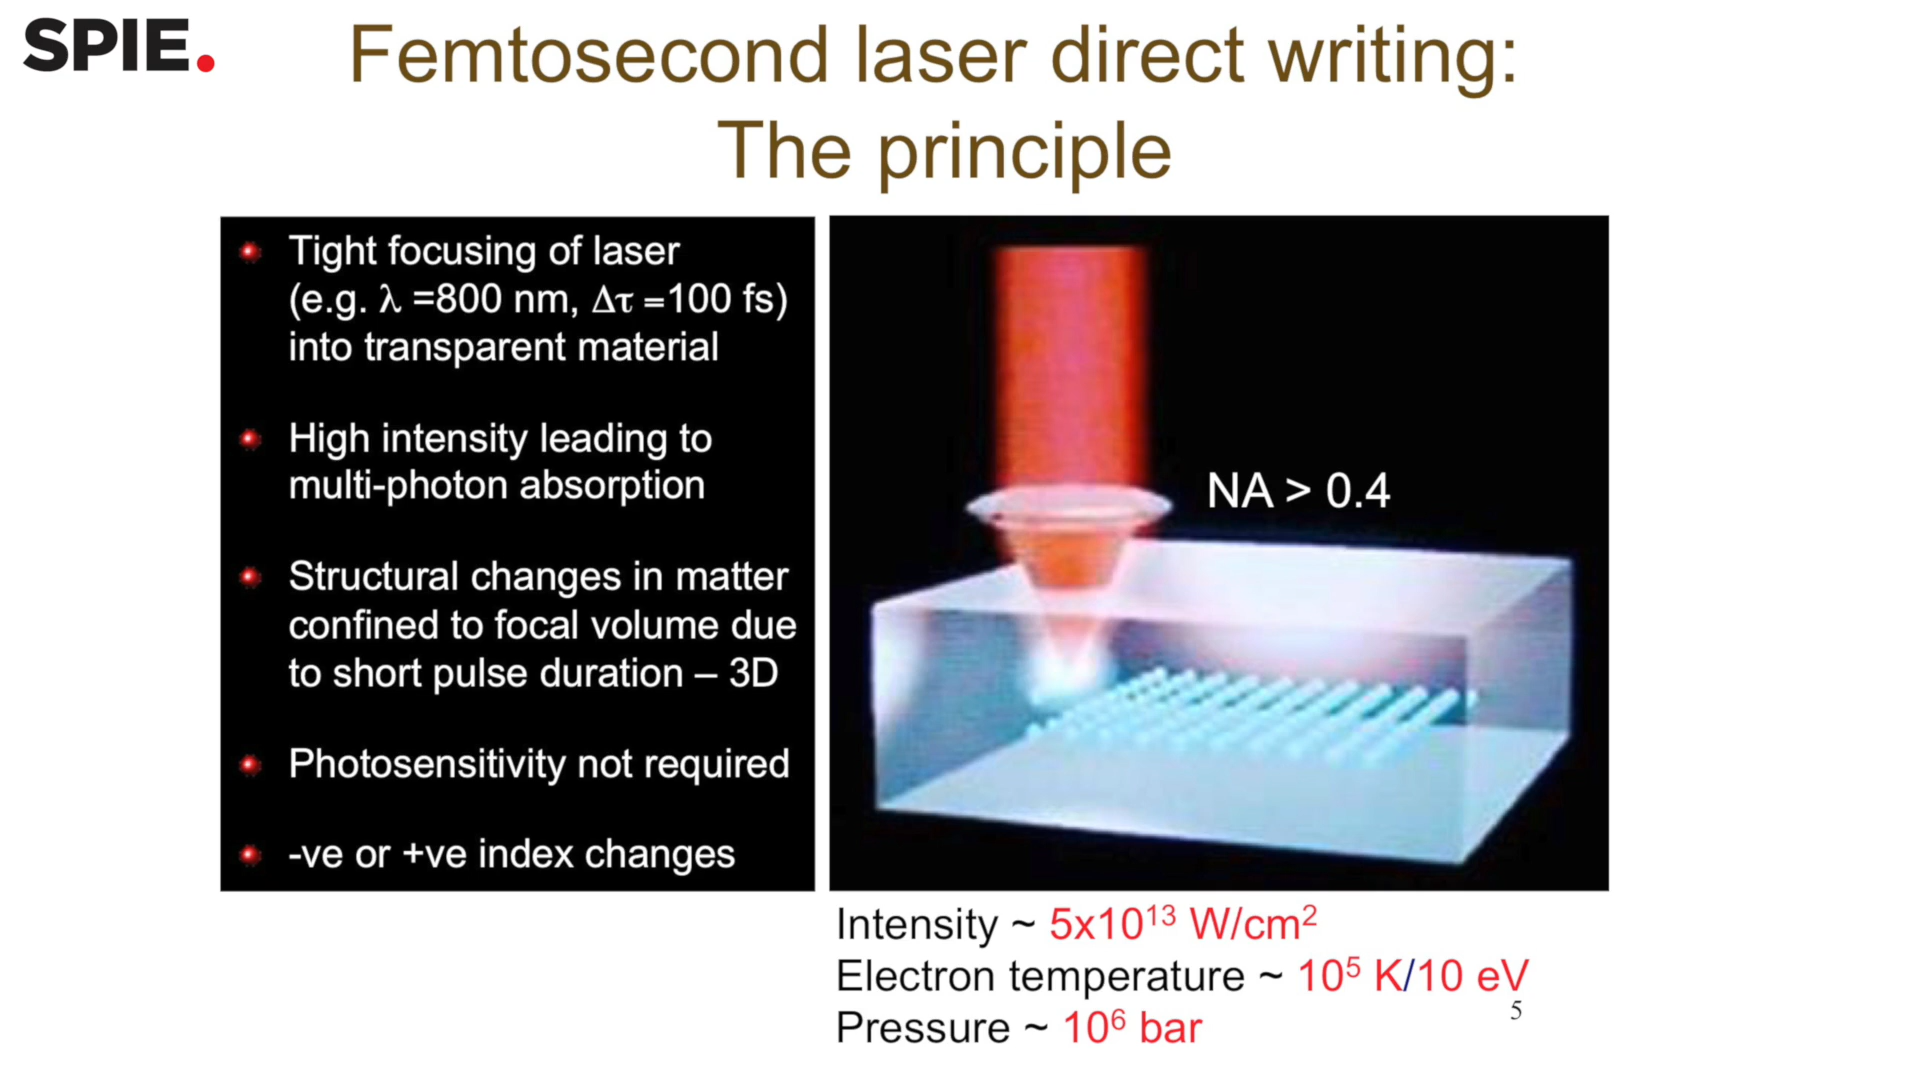 SPIE.
Femtosecond laser direct writing:
The principle
Tight focusing of laser
(e.g. λ =800 nm, Δτ =100 fs)
into transparent material
High intensity leading to
multi-photon absorption
Structural changes in matter
confined to focal volume due
to short pulse duration – 3D
Photosensitivity not required
-ve or +ve index changes
NA > 0.4
Intensity ~ 5x10¹³ W/cm²
Electron temperature ~ 10⁵ K/10 eV
Pressure ~ 10⁶ bar
5